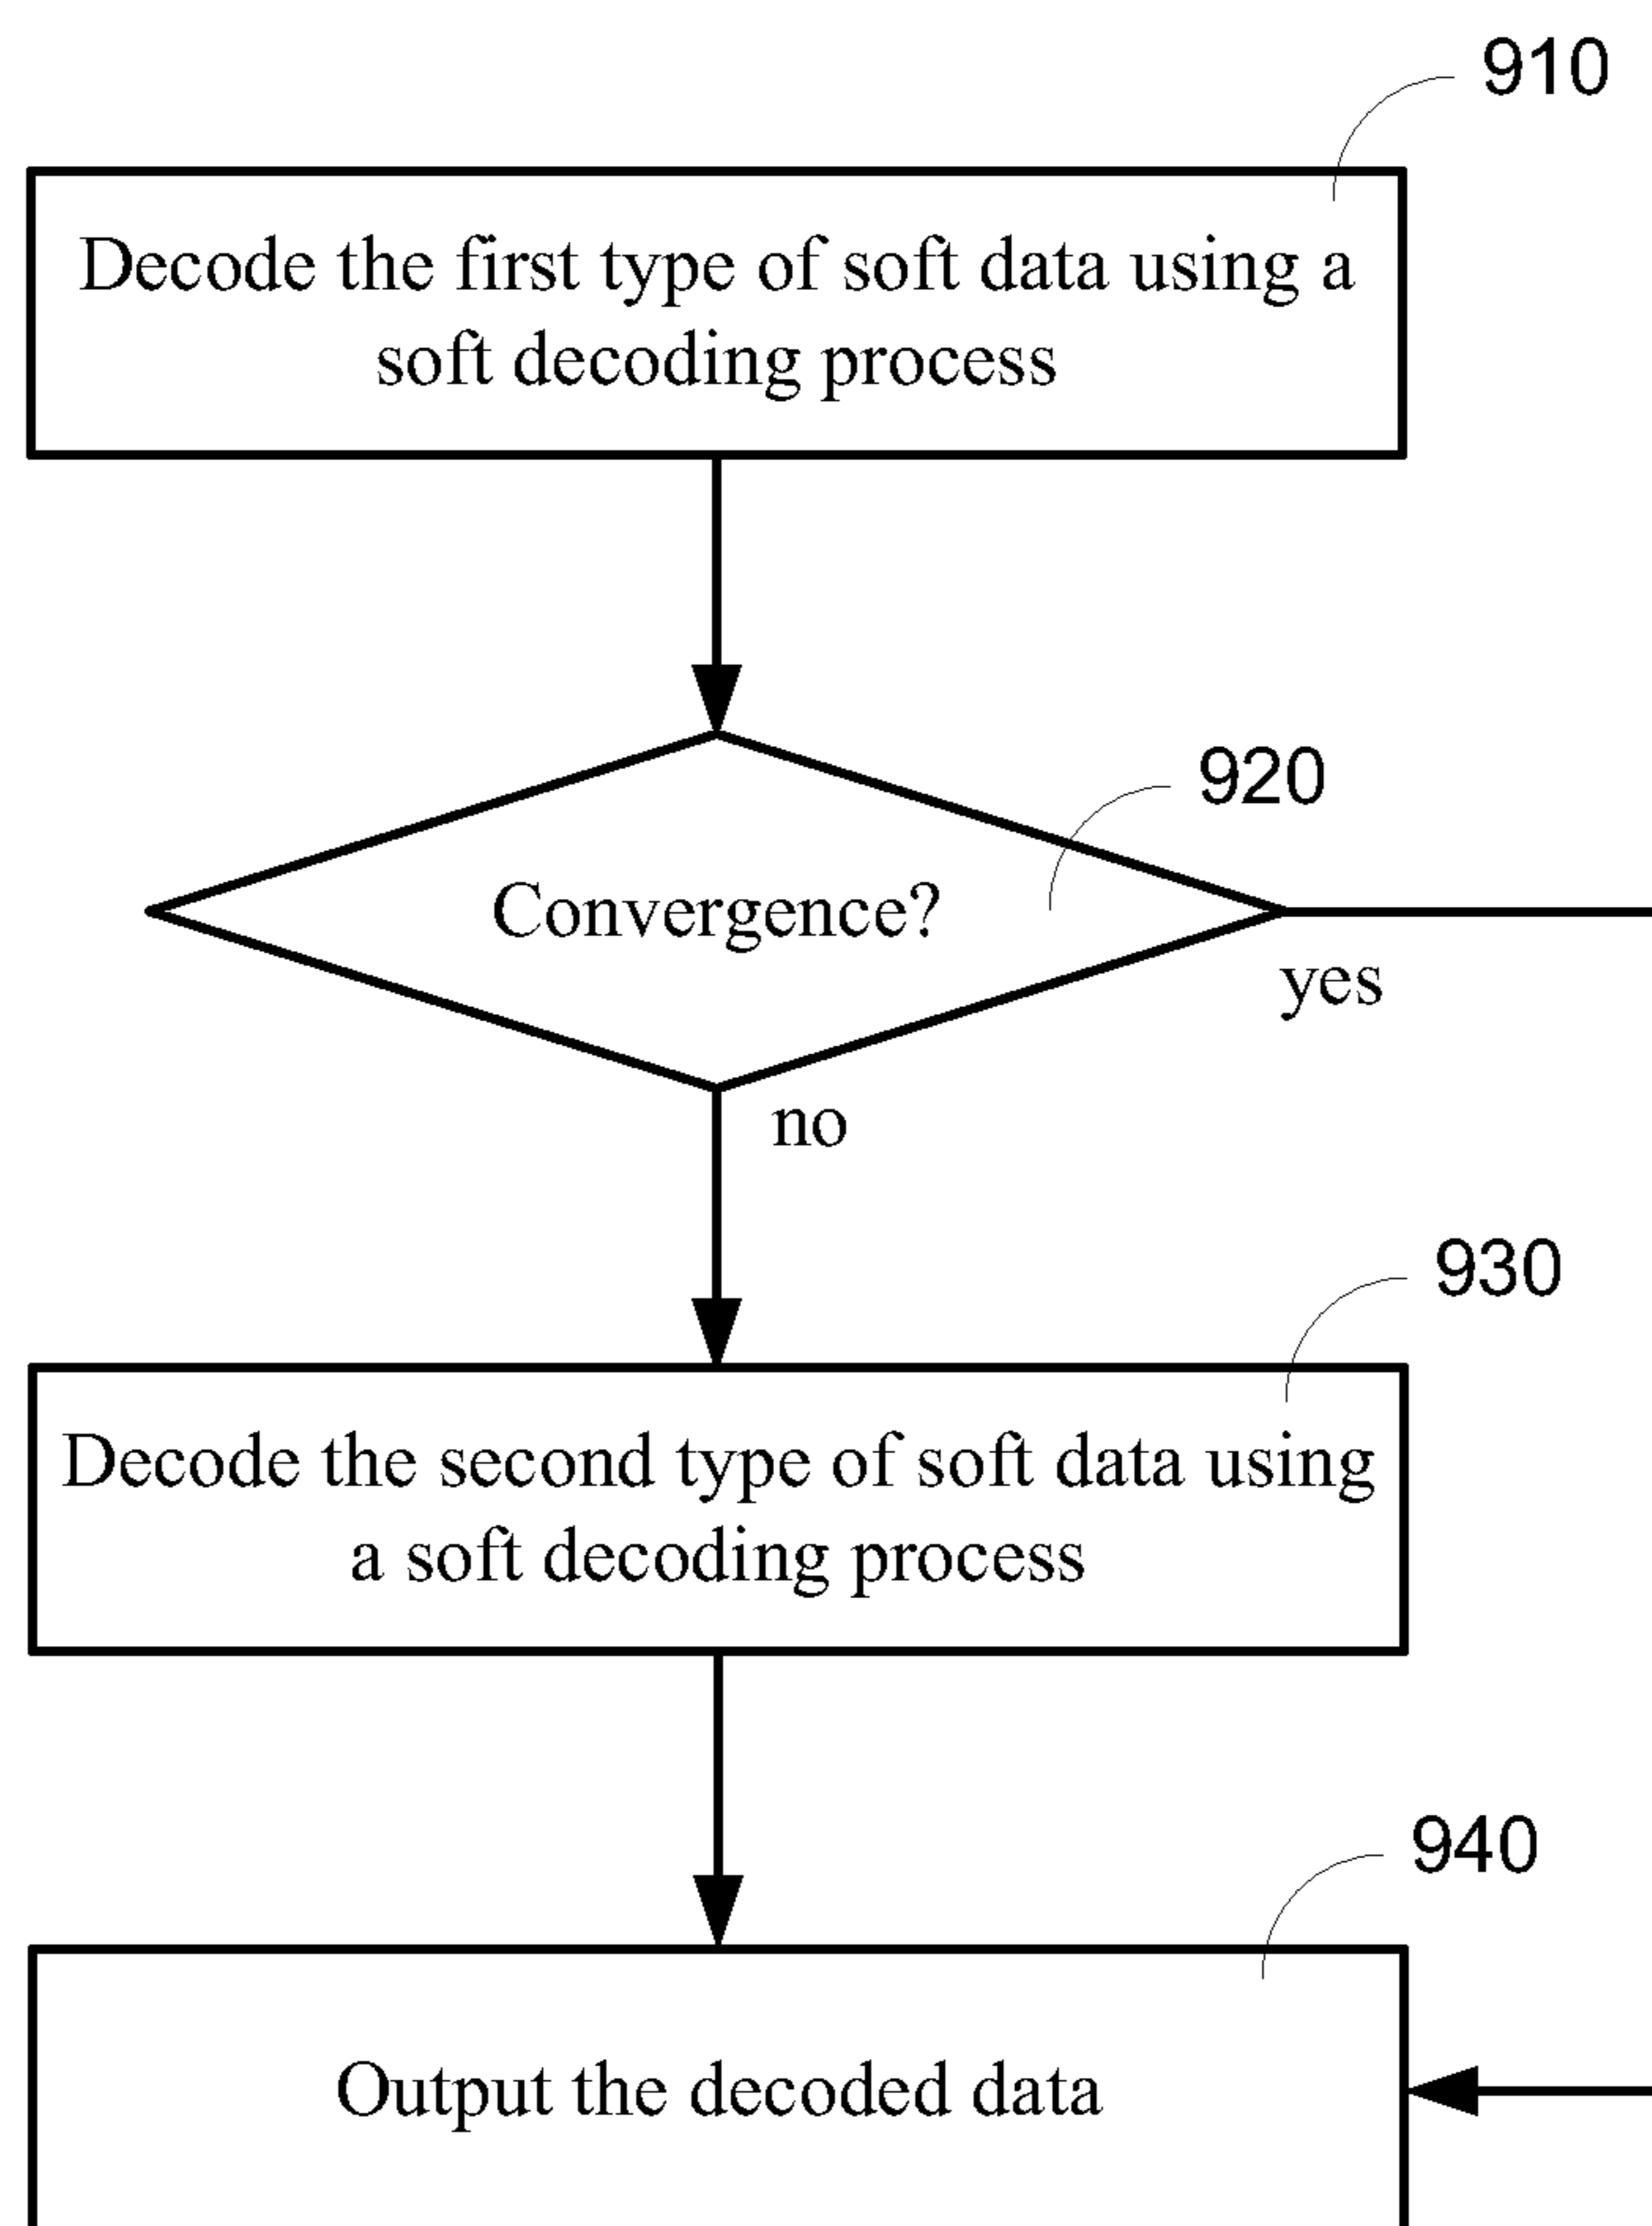 910
Decode the first type of soft data using a
soft decoding process
920
Convergence?
yes
no
930
Decode the second type of soft data using
a soft decoding process
940
Output the decoded data